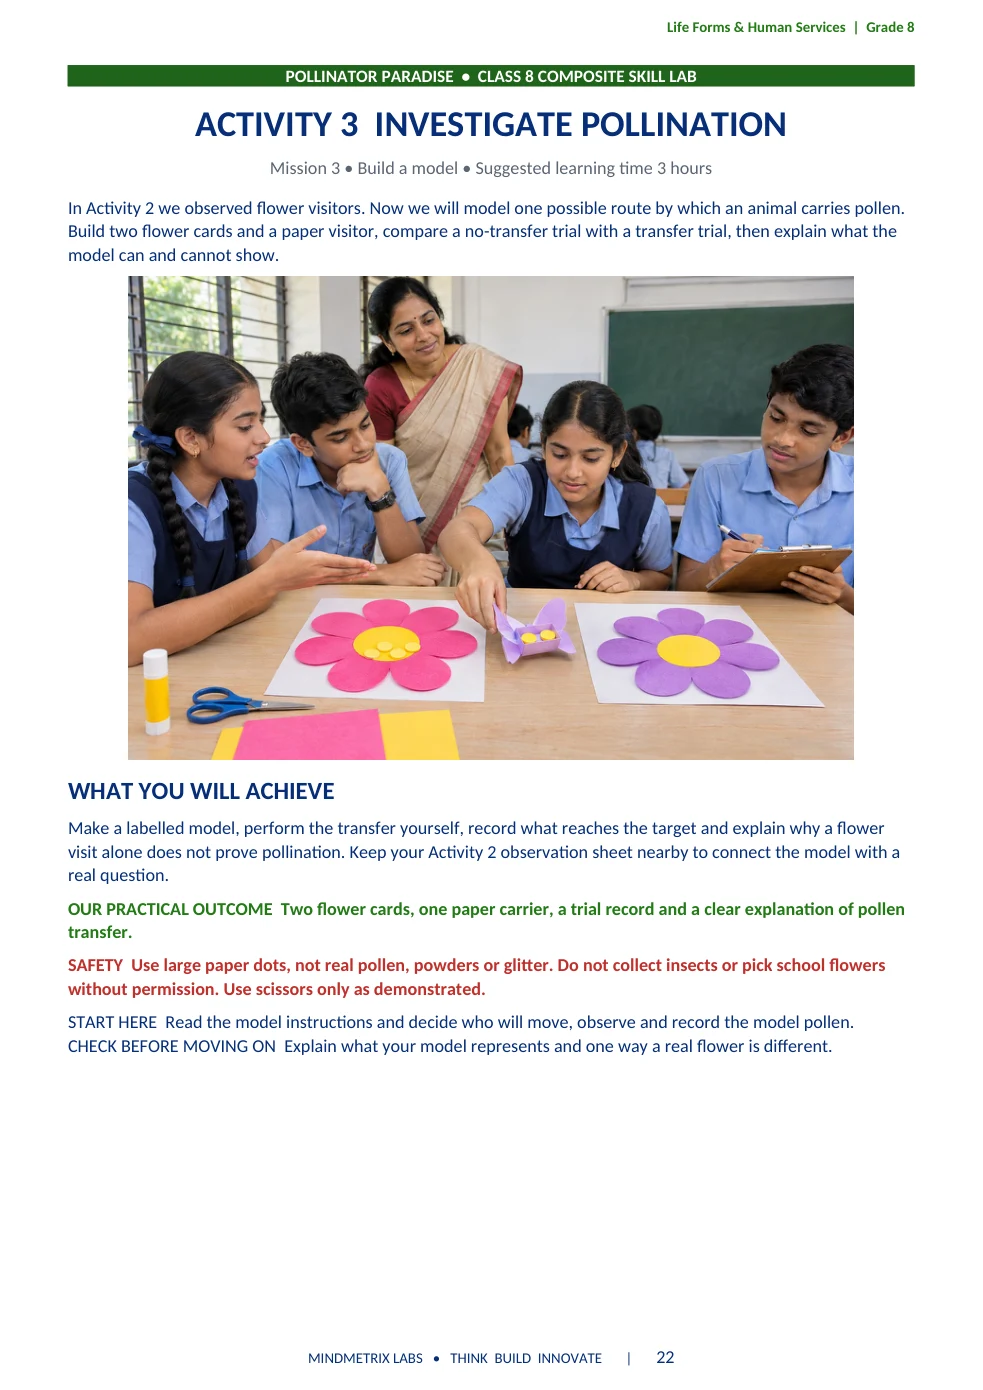 Life Forms & Human Services | Grade 8
POLLINATOR PARADISE • CLASS 8 COMPOSITE SKILL LAB
ACTIVITY 3 INVESTIGATE POLLINATION
Mission 3 • Build a model • Suggested learning time 3 hours
In Activity 2 we observed flower visitors. Now we will model one possible route by which an animal carries pollen.
Build two flower cards and a paper visitor, compare a no-transfer trial with a transfer trial, then explain what the
model can and cannot show.
WHAT YOU WILL ACHIEVE
Make a labelled model, perform the transfer yourself, record what reaches the target and explain why a flower
visit alone does not prove pollination. Keep your Activity 2 observation sheet nearby to connect the model with a
real question.
OUR PRACTICAL OUTCOME Two flower cards, one paper carrier, a trial record and a clear explanation of pollen
transfer.
SAFETY Use large paper dots, not real pollen, powders or glitter. Do not collect insects or pick school flowers
without permission. Use scissors only as demonstrated.
START HERE Read the model instructions and decide who will move, observe and record the model pollen.
CHECK BEFORE MOVING ON Explain what your model represents and one way a real flower is different.
MINDMETRIX LABS • THINK BUILD INNOVATE | 22